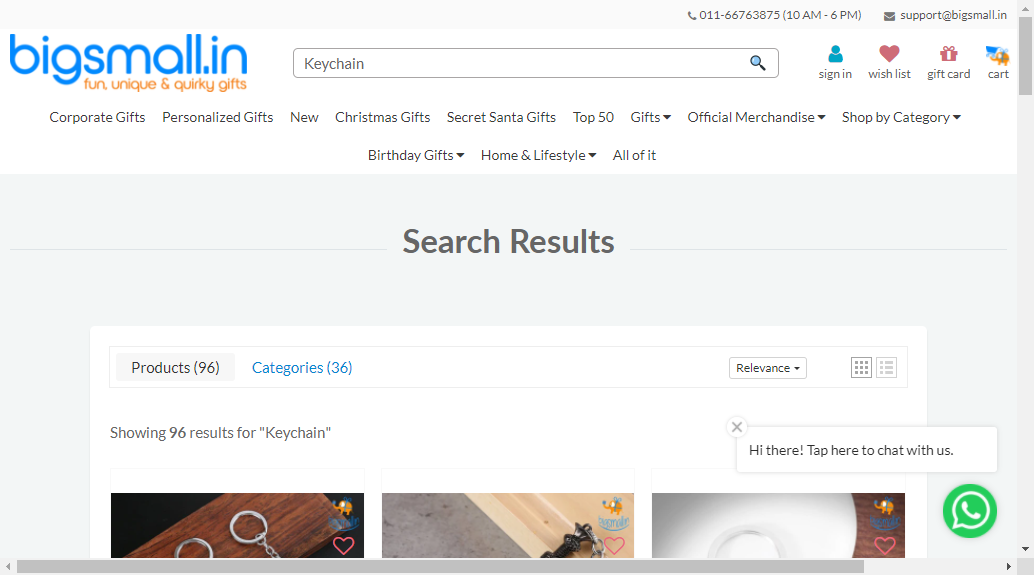 011-66763875 (10 AM - 6 PM) support@bigsmall.in
bigsmall.in
fun, unique & quirky gifts
Keychain
sign in wish list gift card cart
Corporate Gifts Personalized Gifts New Christmas Gifts Secret Santa Gifts Top 50 Gifts Official Merchandise Shop by Category
Birthday Gifts Home & Lifestyle All of it
Search Results
Products (96) Categories (36) Relevance
Showing 96 results for "Keychain"
Hi there! Tap here to chat with us.